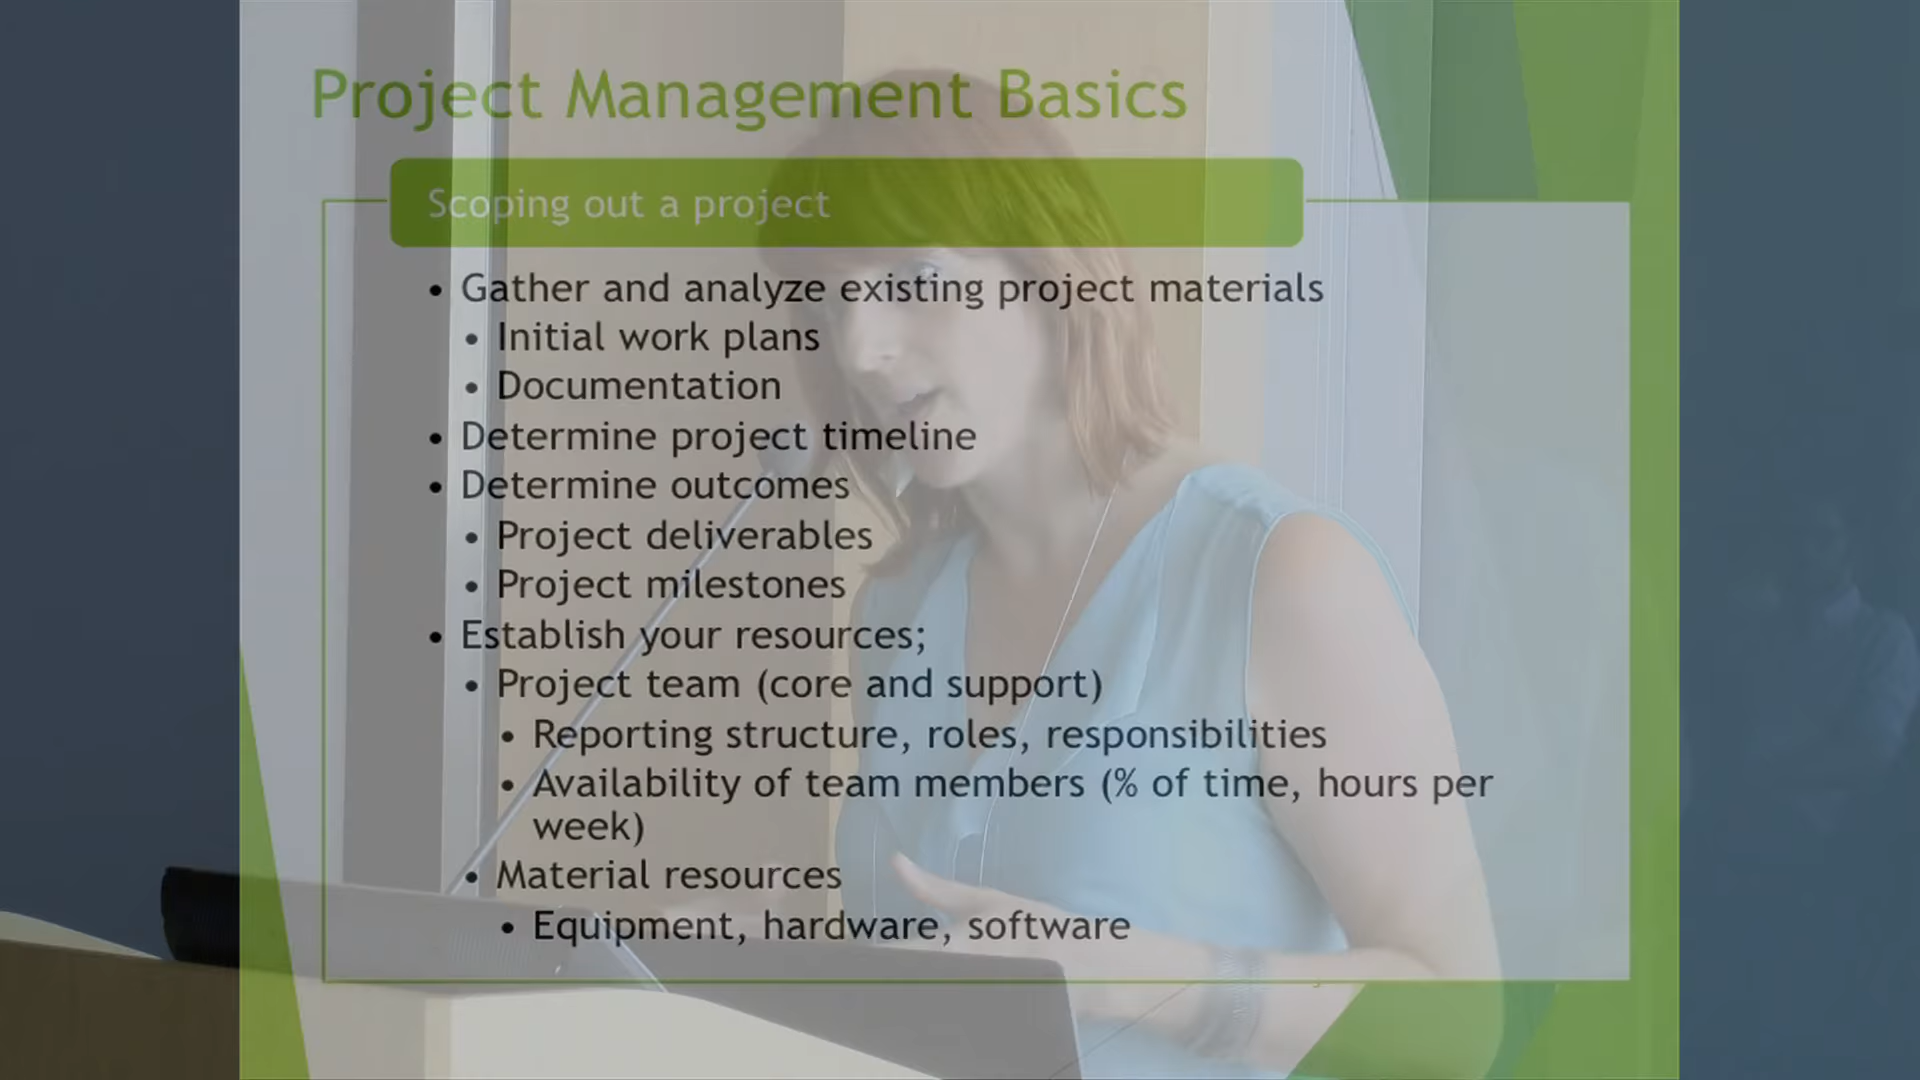 Project Management Basics
Scoping out a project
• Gather and analyze existing project materials
• Initial work plans
• Documentation
• Determine project timeline
• Determine outcomes
• Project deliverables
• Project milestones
• Establish your resources;
• Project team (core and support)
• Reporting structure, roles, responsibilities
• Availability of team members (% of time, hours per
week)
• Material resources
• Equipment, hardware, software